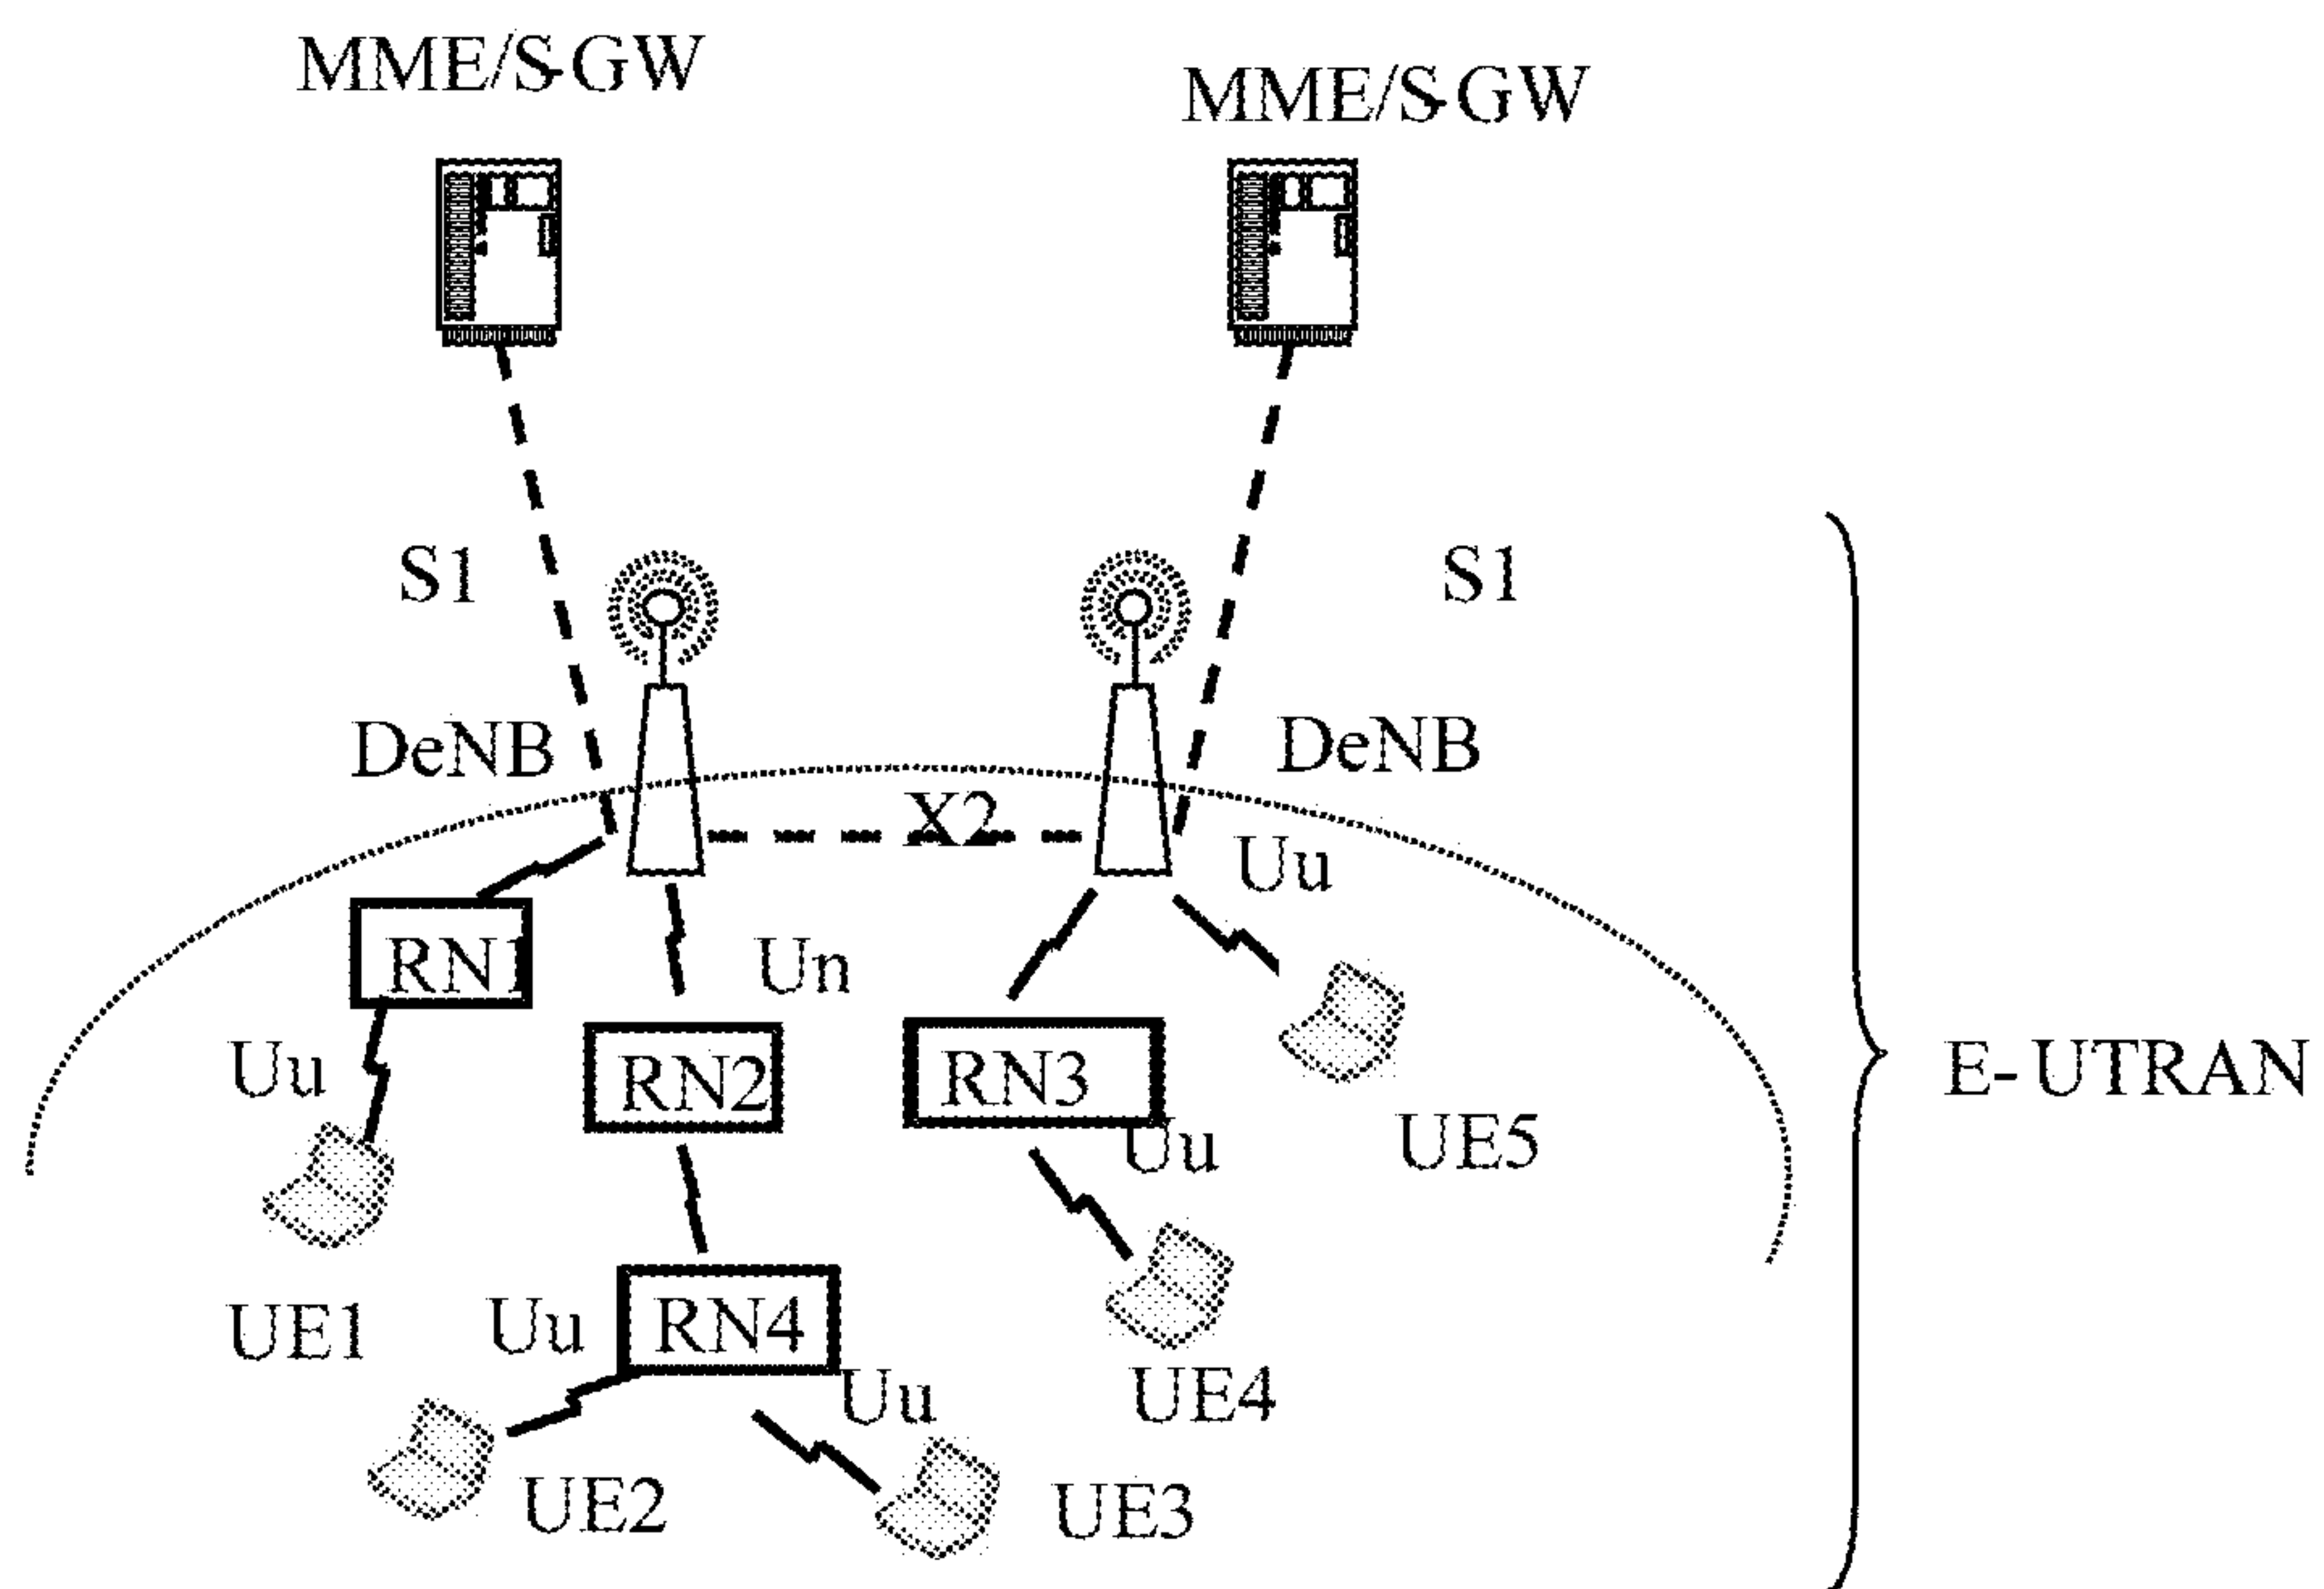 MME/S-GW
MME/S-GW
S1
S1
DeNB
DeNB
X2
Uu
RN1
Un
Uu
RN2
RN3
E-UTRAN
Uu
UE5
UE1
Uu
RN4
Uu
UE4
UE2
UE3